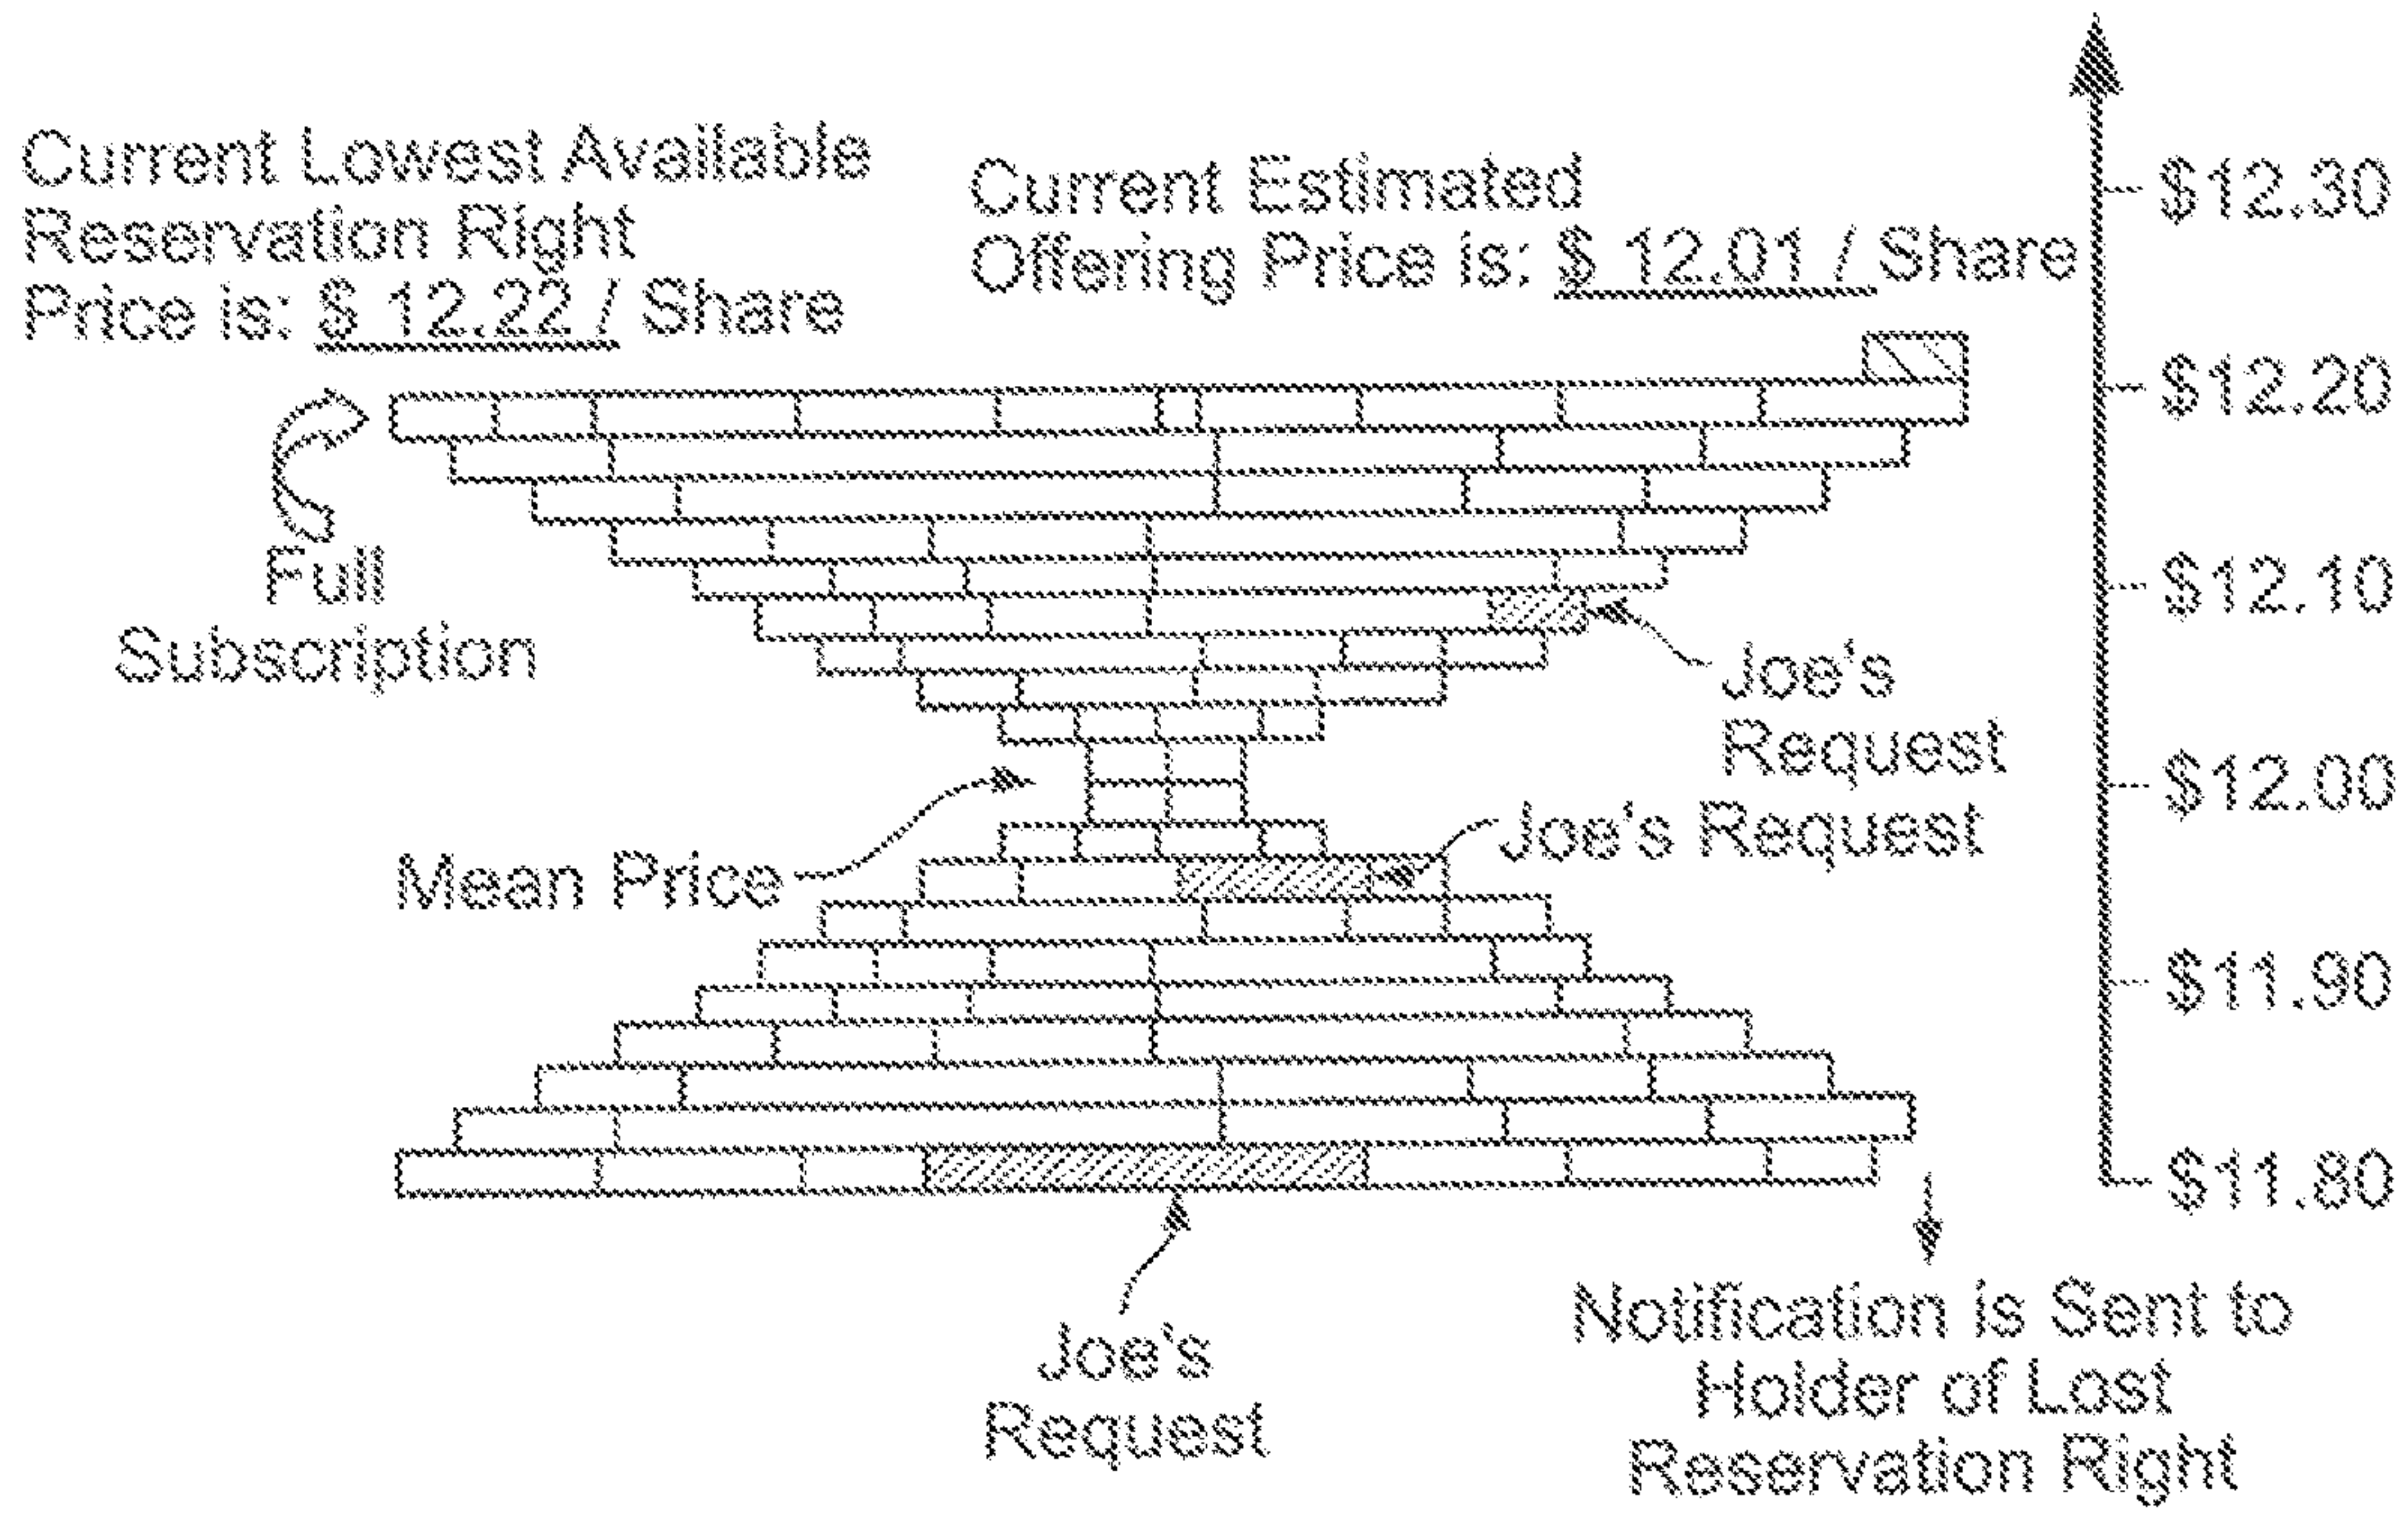 Current Lowest Available
Reservation Right
Price is: $ 12.22 / Share
Current Estimated
Offering Price is: $ 12.01 / Share
$12.30
$12.20
$12.10
$12.00
$11.90
$11.80
Full
Subscription
Joe's
Request
Joe's Request
Mean Price
Joe's
Request
Notification is Sent to
Holder of Lost
Reservation Right